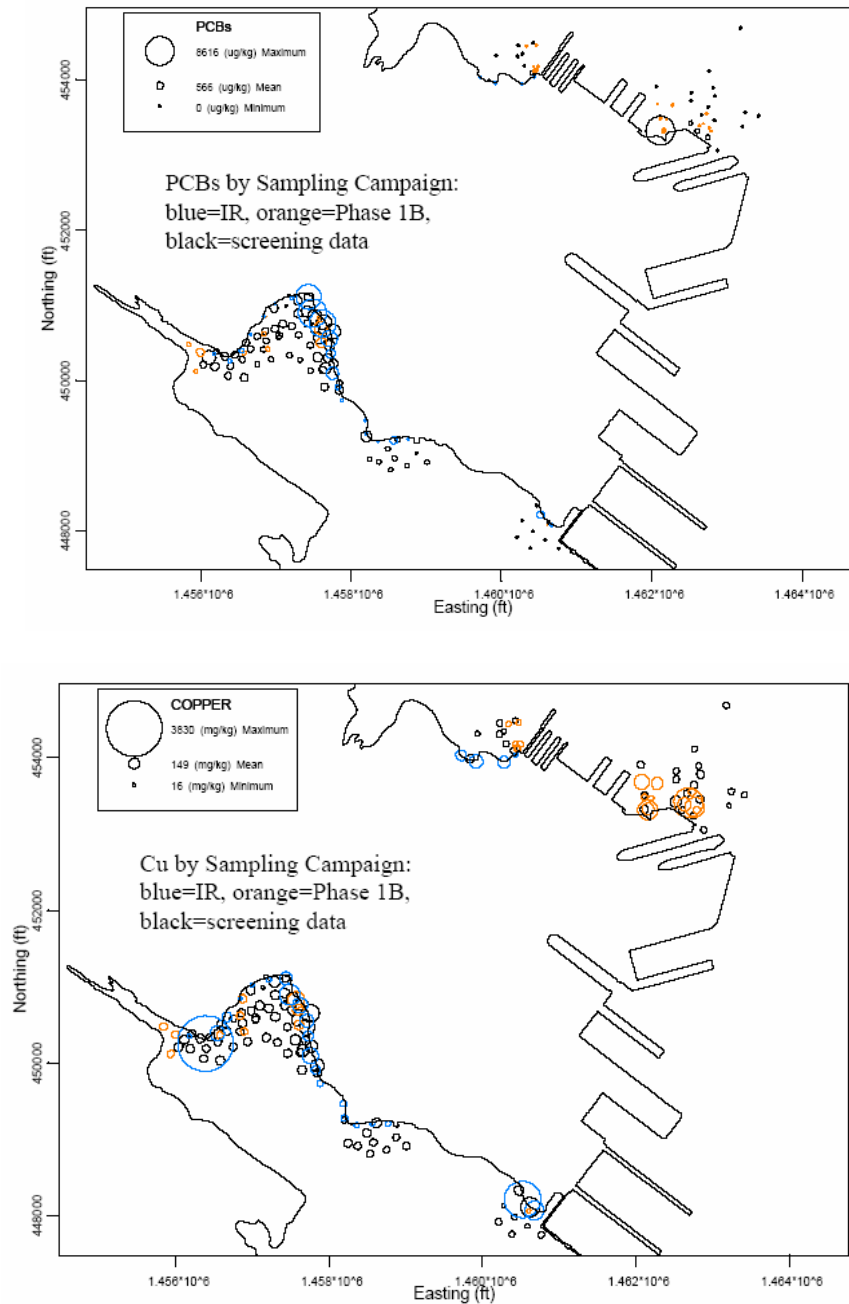 PCBs
8616 (ug/kg) Maximum
566 (ug/kg) Mean
0 (ug/kg) Minimum
PCBs by Sampling Campaign:
blue=IR, orange=Phase 1B,
black=screening data
Northing (ft)
454000
452000
450000
448000
1.456*10^6
1.458*10^6
1.460*10^6
1.462*10^6
1.464*10^6
Easting (ft)
COPPER
3830 (mg/kg) Maximum
149 (mg/kg) Mean
16 (mg/kg) Minimum
Cu by Sampling Campaign:
blue=IR, orange=Phase 1B,
black=screening data
Northing (ft)
454000
452000
450000
448000
1.456*10^6
1.458*10^6
1.460*10^6
1.462*10^6
1.464*10^6
Easting (ft)